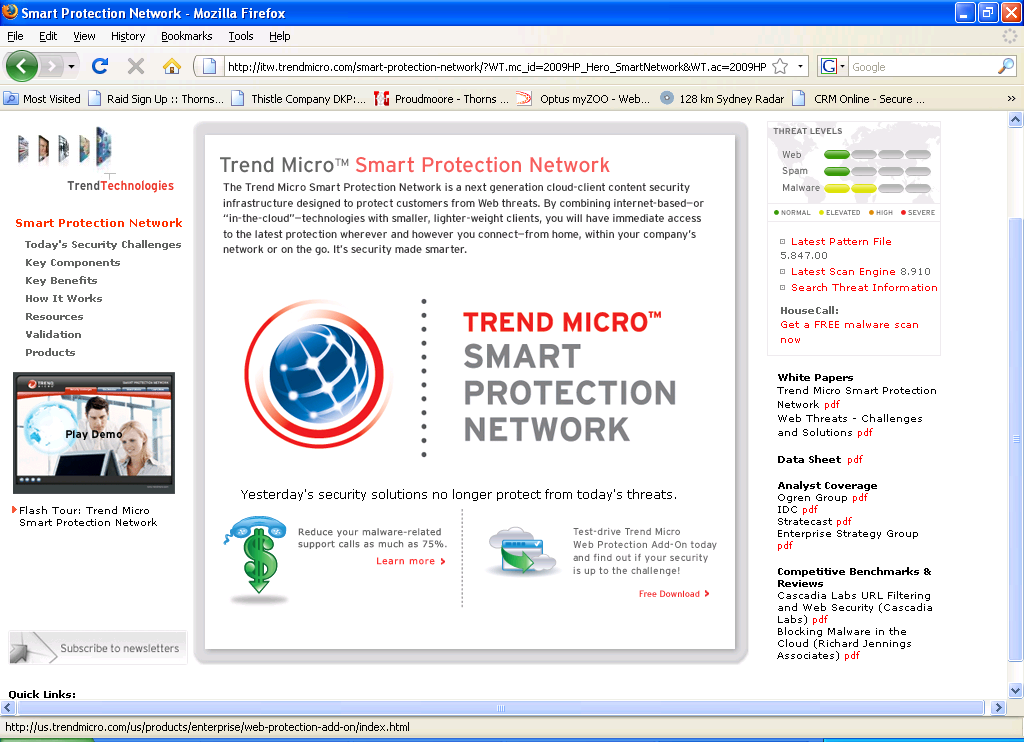 Smart Protection Network - Mozilla Firefox
File Edit View History Bookmarks Tools Help
http://itw.trendmicro.com/smart-protection-network/?WT.mc_id=2009HP_Hero_SmartNetwork&WT.ac=2009HP
G Google
Most Visited Raid Sign Up :: Thorns... Thistle Company DKP:... Proudmoore - Thorns ... Optus myZOO - Web... 128 km Sydney Radar CRM Online - Secure ... »
TrendTechnologies
Smart Protection Network
Today's Security Challenges
Key Components
Key Benefits
How It Works
Resources
Validation
Products
Play Demo
Flash Tour: Trend Micro
Smart Protection Network
Subscribe to newsletters
Quick Links:
Trend Micro™ Smart Protection Network
The Trend Micro Smart Protection Network is a next generation cloud-client content security
infrastructure designed to protect customers from Web threats. By combining internet-based—or
“in-the-cloud”—technologies with smaller, lighter-weight clients, you will have immediate access
to the latest protection wherever and however you connect—from home, within your company's
network or on the go. It's security made smarter.
TREND MICRO™
SMART
PROTECTION
NETWORK
Yesterday's security solutions no longer protect from today's threats.
Reduce your malware-related
support calls as much as 75%.
Learn more
Test-drive Trend Micro
Web Protection Add-On today
and find out if your security
is up to the challenge!
Free Download
THREAT LEVELS
Web
Spam
Malware
NORMAL ELEVATED HIGH SEVERE
Latest Pattern File
5.847.00
Latest Scan Engine 8.910
Search Threat Information
HouseCall:
Get a FREE malware scan
now
White Papers
Trend Micro Smart Protection
Network pdf
Web Threats - Challenges
and Solutions pdf
Data Sheet pdf
Analyst Coverage
Ogren Group pdf
IDC pdf
Stratecast pdf
Enterprise Strategy Group
pdf
Competitive Benchmarks &
Reviews
Cascadia Labs URL Filtering
and Web Security (Cascadia
Labs) pdf
Blocking Malware in the
Cloud (Richard Jennings
Associates) pdf
http://us.trendmicro.com/us/products/enterprise/web-protection-add-on/index.html